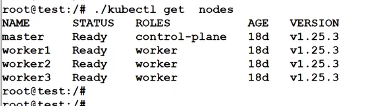 root@test:/# ./kubectl get  nodes
NAME      STATUS   ROLES           AGE   VERSION
master    Ready    control-plane   18d   v1.25.3
worker1   Ready    worker          18d   v1.25.3
worker2   Ready    worker          18d   v1.25.3
worker3   Ready    worker          18d   v1.25.3
root@test:/#
root@test:/#